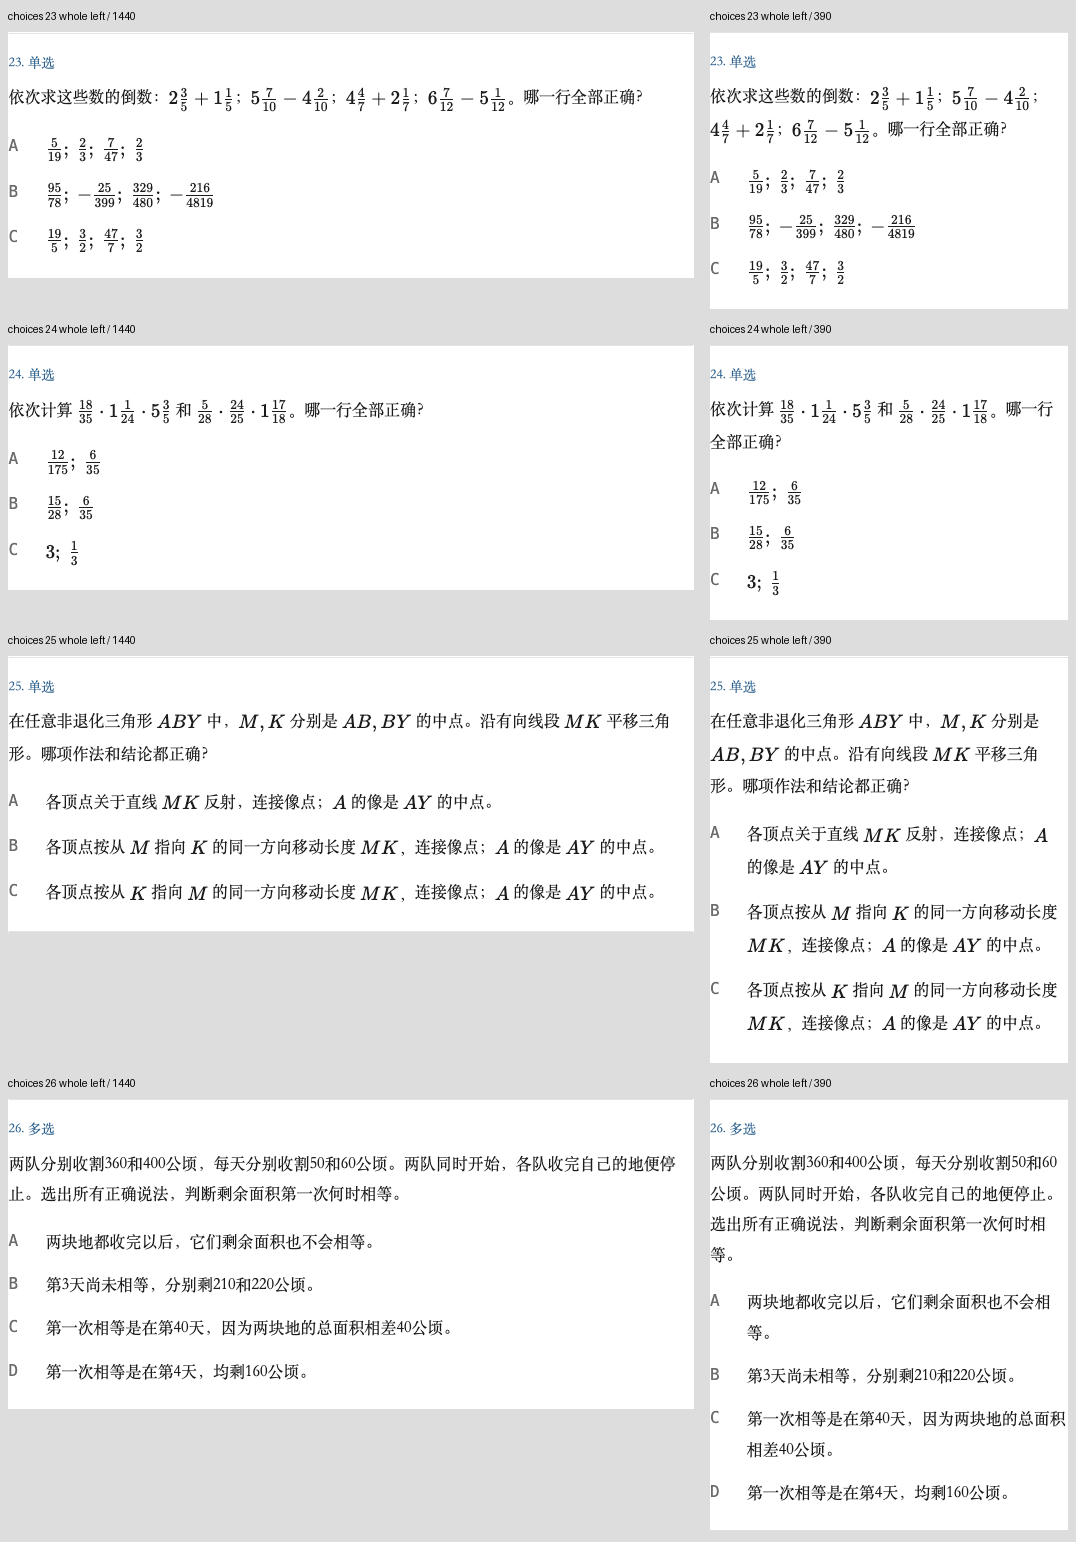 choices 23 whole left / 1440
23. 单选
依次求这些数的倒数：2 3/5 + 1 1/5；5 7/10 − 4 2/10；4 4/7 + 2 1/7；6 7/12 − 5 1/12。哪一行全部正确？
A 5/19; 2/3; 7/47; 2/3
B 95/78; −25/399; 329/480; −216/4819
C 19/5; 3/2; 47/7; 3/2
choices 23 whole left / 390
23. 单选
依次求这些数的倒数：2 3/5 + 1 1/5；5 7/10 − 4 2/10；
4 4/7 + 2 1/7；6 7/12 − 5 1/12。哪一行全部正确？
A 5/19; 2/3; 7/47; 2/3
B 95/78; −25/399; 329/480; −216/4819
C 19/5; 3/2; 47/7; 3/2
choices 24 whole left / 1440
24. 单选
依次计算 18/35 · 1 1/24 · 5 3/5 和 5/28 · 24/25 · 1 17/18。哪一行全部正确？
A 12/175; 6/35
B 15/28; 6/35
C 3; 1/3
choices 24 whole left / 390
24. 单选
依次计算 18/35 · 1 1/24 · 5 3/5 和 5/28 · 24/25 · 1 17/18。哪一行
全部正确？
A 12/175; 6/35
B 15/28; 6/35
C 3; 1/3
choices 25 whole left / 1440
25. 单选
在任意非退化三角形 ABY 中，M, K 分别是 AB, BY 的中点。沿有向线段 MK 平移三角
形。哪项作法和结论都正确？
A 各顶点关于直线 MK 反射，连接像点；A 的像是 AY 的中点。
B 各顶点按从 M 指向 K 的同一方向移动长度 MK，连接像点；A 的像是 AY 的中点。
C 各顶点按从 K 指向 M 的同一方向移动长度 MK，连接像点；A 的像是 AY 的中点。
choices 25 whole left / 390
25. 单选
在任意非退化三角形 ABY 中，M, K 分别是
AB, BY 的中点。沿有向线段 MK 平移三角
形。哪项作法和结论都正确？
A 各顶点关于直线 MK 反射，连接像点；A
的像是 AY 的中点。
B 各顶点按从 M 指向 K 的同一方向移动长度
MK，连接像点；A 的像是 AY 的中点。
C 各顶点按从 K 指向 M 的同一方向移动长度
MK，连接像点；A 的像是 AY 的中点。
choices 26 whole left / 1440
26. 多选
两队分别收割360和400公顷，每天分别收割50和60公顷。两队同时开始，各队收完自己的地便停
止。选出所有正确说法，判断剩余面积第一次何时相等。
A 两块地都收完以后，它们剩余面积也不会相等。
B 第3天尚未相等，分别剩210和220公顷。
C 第一次相等是在第40天，因为两块地的总面积相差40公顷。
D 第一次相等是在第4天，均剩160公顷。
choices 26 whole left / 390
26. 多选
两队分别收割360和400公顷，每天分别收割50和60
公顷。两队同时开始，各队收完自己的地便停止。
选出所有正确说法，判断剩余面积第一次何时相
等。
A 两块地都收完以后，它们剩余面积也不会相
等。
B 第3天尚未相等，分别剩210和220公顷。
C 第一次相等是在第40天，因为两块地的总面积
相差40公顷。
D 第一次相等是在第4天，均剩160公顷。